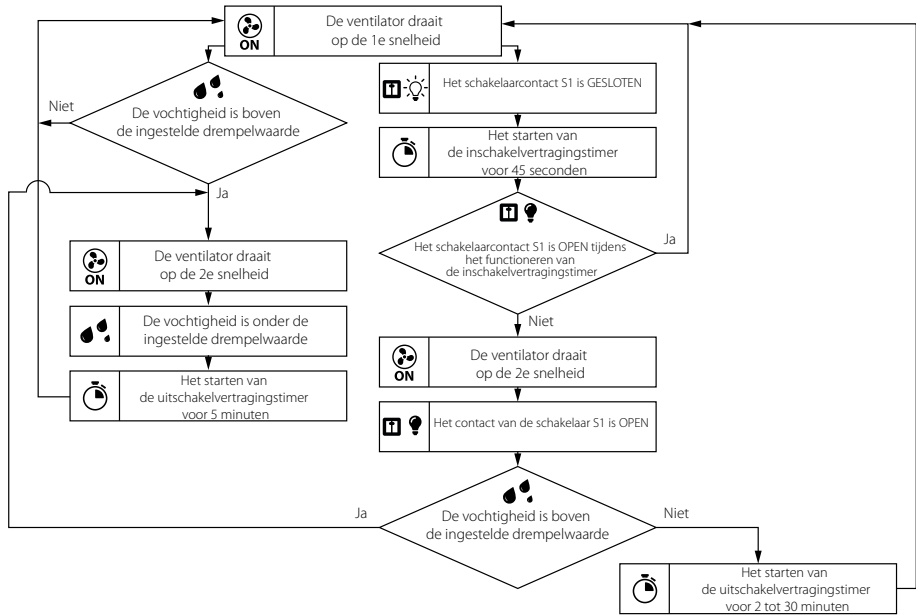 ON
De ventilator draait
op de 1e snelheid
De vochtigheid is boven
de ingestelde drempelwaarde
Niet
Ja
ON
De ventilator draait
op de 2e snelheid
De vochtigheid is onder de
ingestelde drempelwaarde
Het starten van
de uitschakelvertragingstimer
voor 5 minuten
Het schakelaarcontact S1 is GESLOTEN
Het starten van
de inschakelvertragingstimer
voor 45 seconden
Het schakelaarcontact S1 is OPEN tijdens
het functioneren van
de inschakelvertragingstimer
Ja
Niet
ON
De ventilator draait
op de 2e snelheid
Het contact van de schakelaar S1 is OPEN
De vochtigheid is boven
de ingestelde drempelwaarde
Ja
Niet
Het starten van
de uitschakelvertragingstimer
voor 2 tot 30 minuten